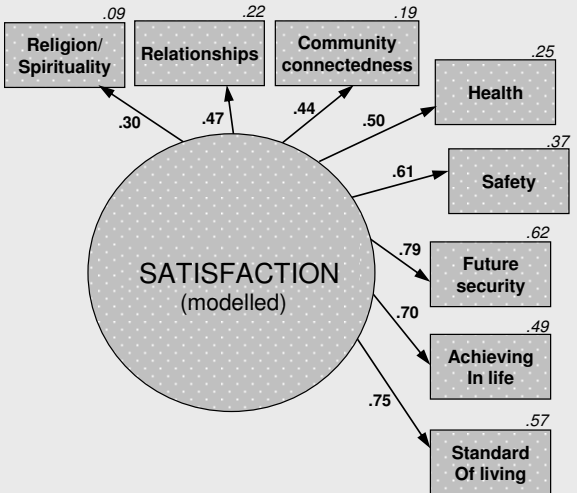 .09
Religion/
Spirituality
.22
Relationships
.19
Community
connectedness
.25
Health
.37
Safety
.62
Future
security
.49
Achieving
In life
.57
Standard
Of living
.30
.47
.44
.50
.61
.79
.70
.75
SATISFACTION
(modelled)